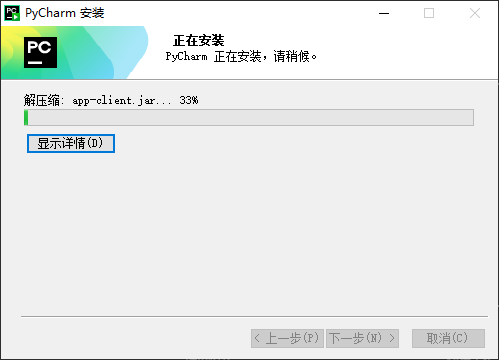 PyCharm 安装
PC
正在安装
PyCharm 正在安装，请稍候。
解压缩: app-client.jar... 33%
显示详情(D)
< 上一步(P) 下一步(N) > 取消(C)